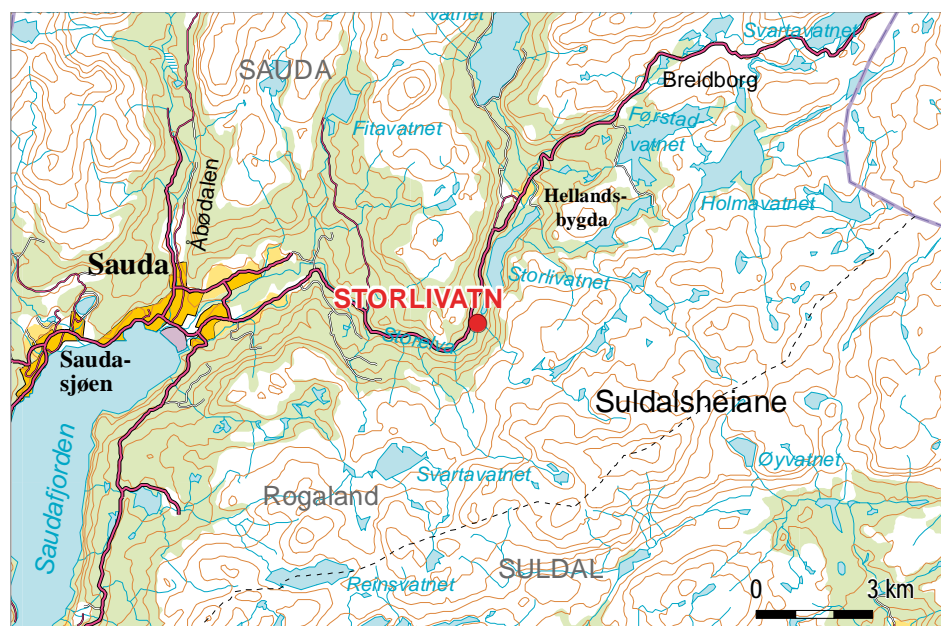 vatnet
Svartavatnet
SAUDA
Breidborg
Fitavatnet
Førstad-
vatnet
Åbødalen
Hellands-
bygda
Holmavatnet
Sauda
Storlivatnet
STORLIVATN
Storelva
Sauda-
sjøen
Suldalsheiane
Saudafjorden
Svartavatnet
Øyvatnet
Rogaland
SULDAL
Reinsvatnet
0
3 km